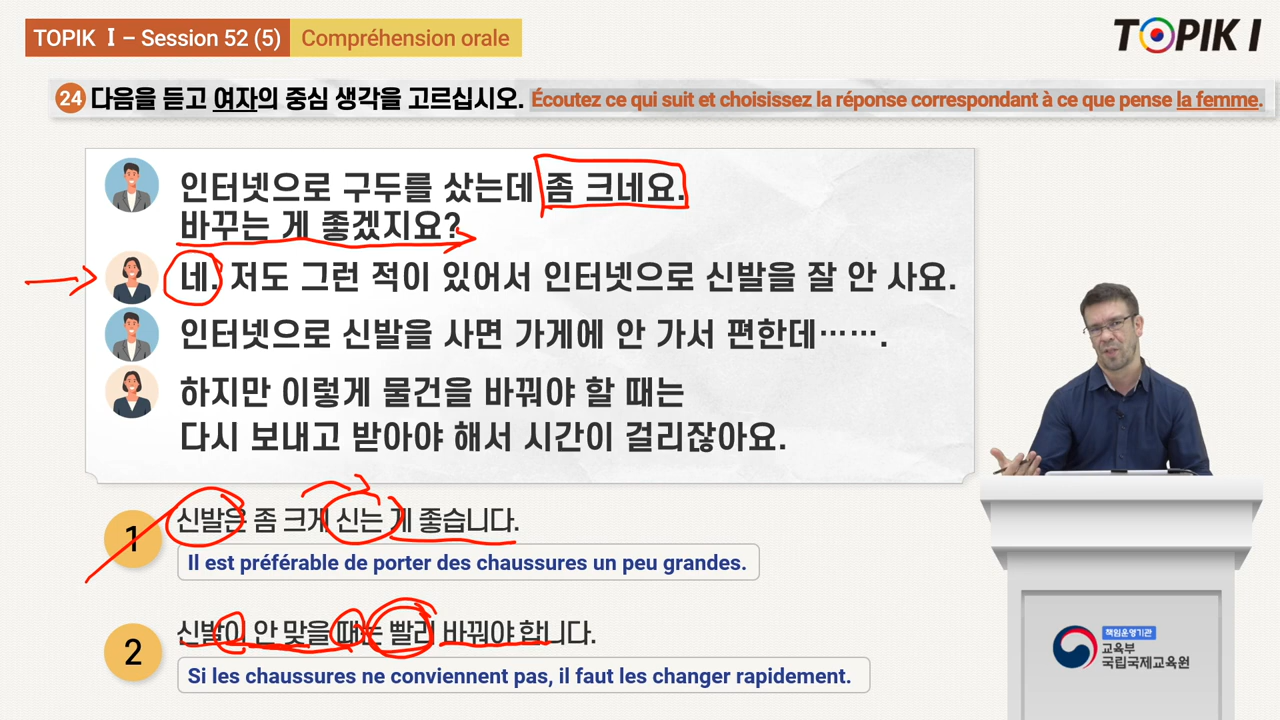 TOPIK I – Session 52 (5) Compréhension orale
TOPIK I
24 다음을 듣고 여자의 중심 생각을 고르십시오. Écoutez ce qui suit et choisissez la réponse correspondant à ce que pense la femme.
인터넷으로 구두를 샀는데 좀 크네요.
바꾸는 게 좋겠지요?
네. 저도 그런 적이 있어서 인터넷으로 신발을 잘 안 사요.
인터넷으로 신발을 사면 가게에 안 가서 편한데…….
하지만 이렇게 물건을 바꿔야 할 때는
다시 보내고 받아야 해서 시간이 걸리잖아요.
1 신발은 좀 크게 신는 게 좋습니다.
Il est préférable de porter des chaussures un peu grandes.
2 신발이 안 맞을 때는 빨리 바꿔야 합니다.
Si les chaussures ne conviennent pas, il faut les changer rapidement.
책임운영기관
교육부
국립국제교육원